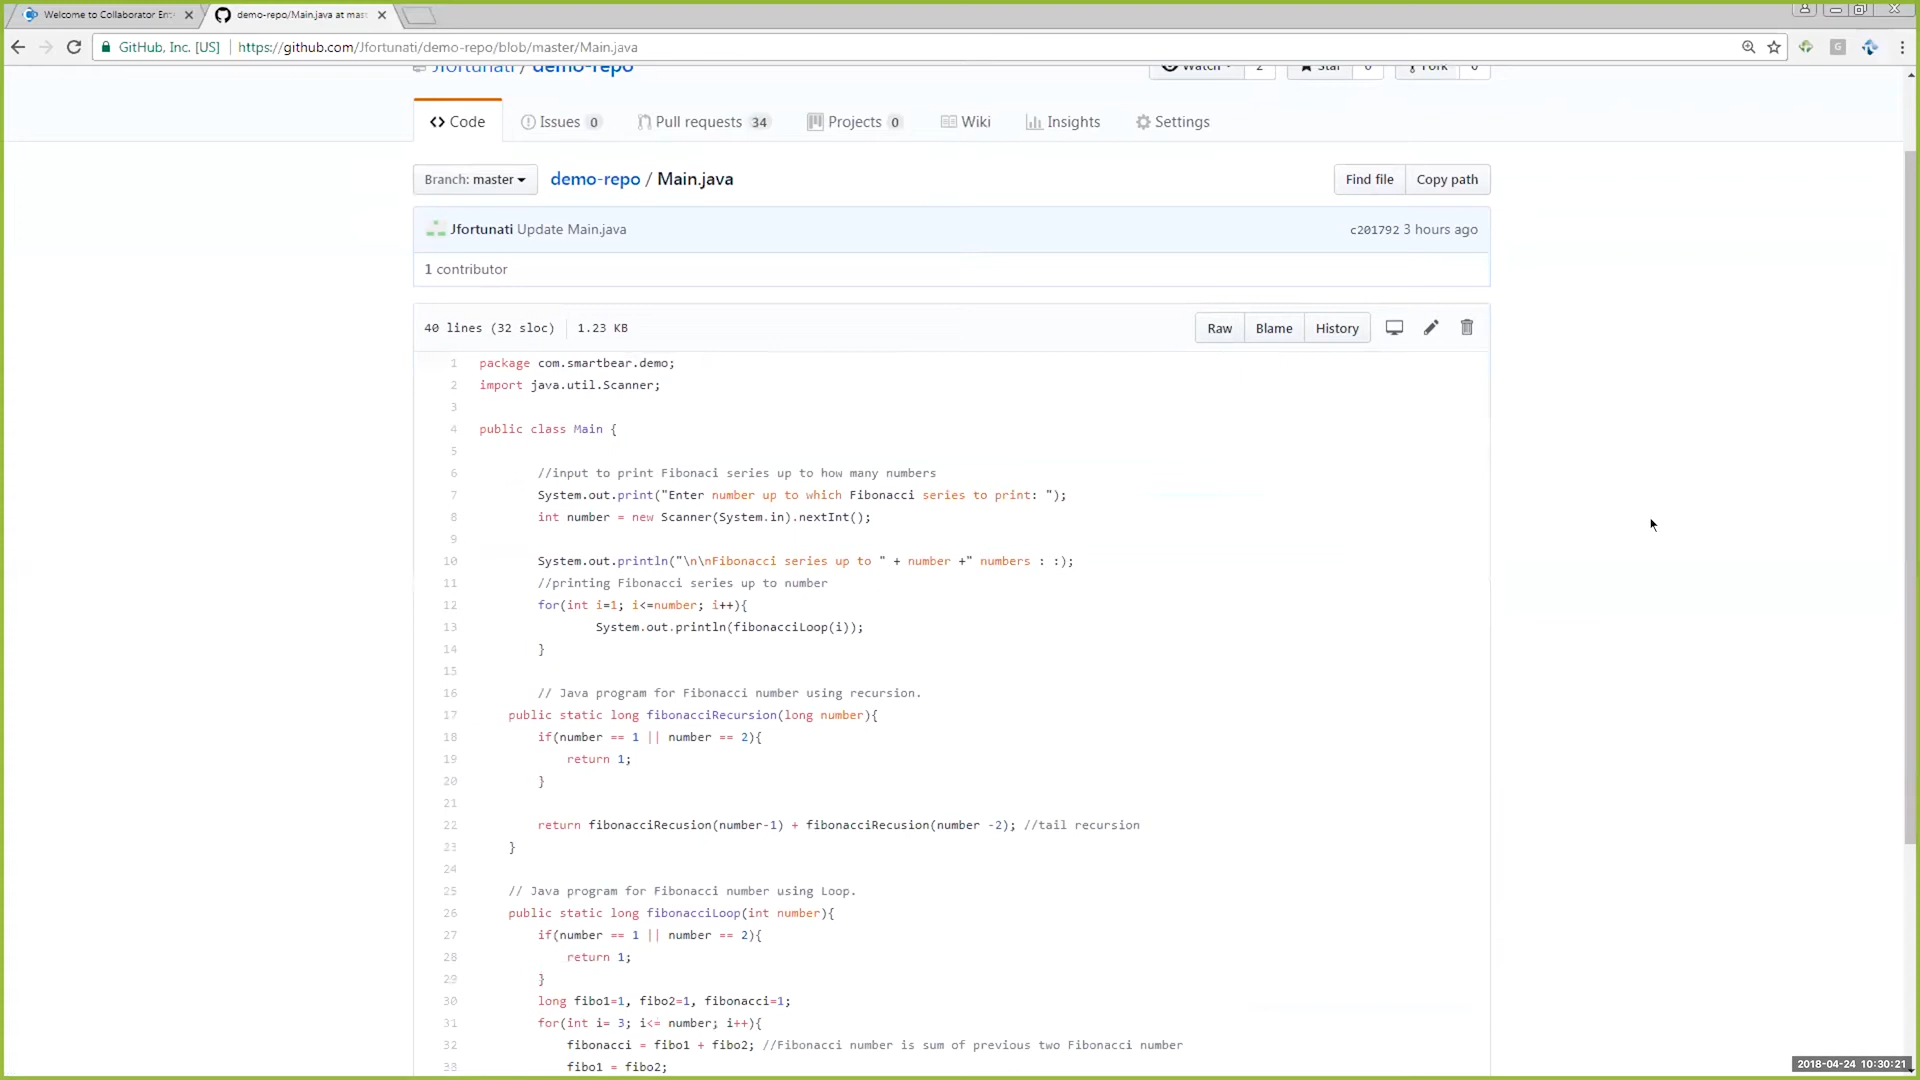 Welcome to Collaborator Ent
demo-repo/Main.java at mas
GitHub, Inc. [US]
https://github.com/Jfortunati/demo-repo/blob/master/Main.java
Jfortunati / demo-repo
Watch 2
Star 0
Fork 0
Code
Issues 0
Pull requests 34
Projects 0
Wiki
Insights
Settings
Branch: master
demo-repo / Main.java
Find file
Copy path
Jfortunati Update Main.java
c201792 3 hours ago
1 contributor
40 lines (32 sloc)
1.23 KB
Raw
Blame
History
1 package com.smartbear.demo;
2 import java.util.Scanner;
3
4 public class Main {
5
6 //input to print Fibonaci series up to how many numbers
7 System.out.print("Enter number up to which Fibonacci series to print: ");
8 int number = new Scanner(System.in).nextInt();
9
10 System.out.println("\n\nFibonacci series up to " + number +" numbers : :);
11 //printing Fibonacci series up to number
12 for(int i=1; i<=number; i++){
13 System.out.println(fibonacciLoop(i));
14 }
15
16 // Java program for Fibonacci number using recursion.
17 public static long fibonacciRecursion(long number){
18 if(number == 1 || number == 2){
19 return 1;
20 }
21
22 return fibonacciRecusion(number-1) + fibonacciRecusion(number -2); //tail recursion
23 }
24
25 // Java program for Fibonacci number using Loop.
26 public static long fibonacciLoop(int number){
27 if(number == 1 || number == 2){
28 return 1;
29 }
30 long fibo1=1, fibo2=1, fibonacci=1;
31 for(int i= 3; i<= number; i++){
32 fibonacci = fibo1 + fibo2; //Fibonacci number is sum of previous two Fibonacci number
33 fibo1 = fibo2;
2018-04-24 10:30:21